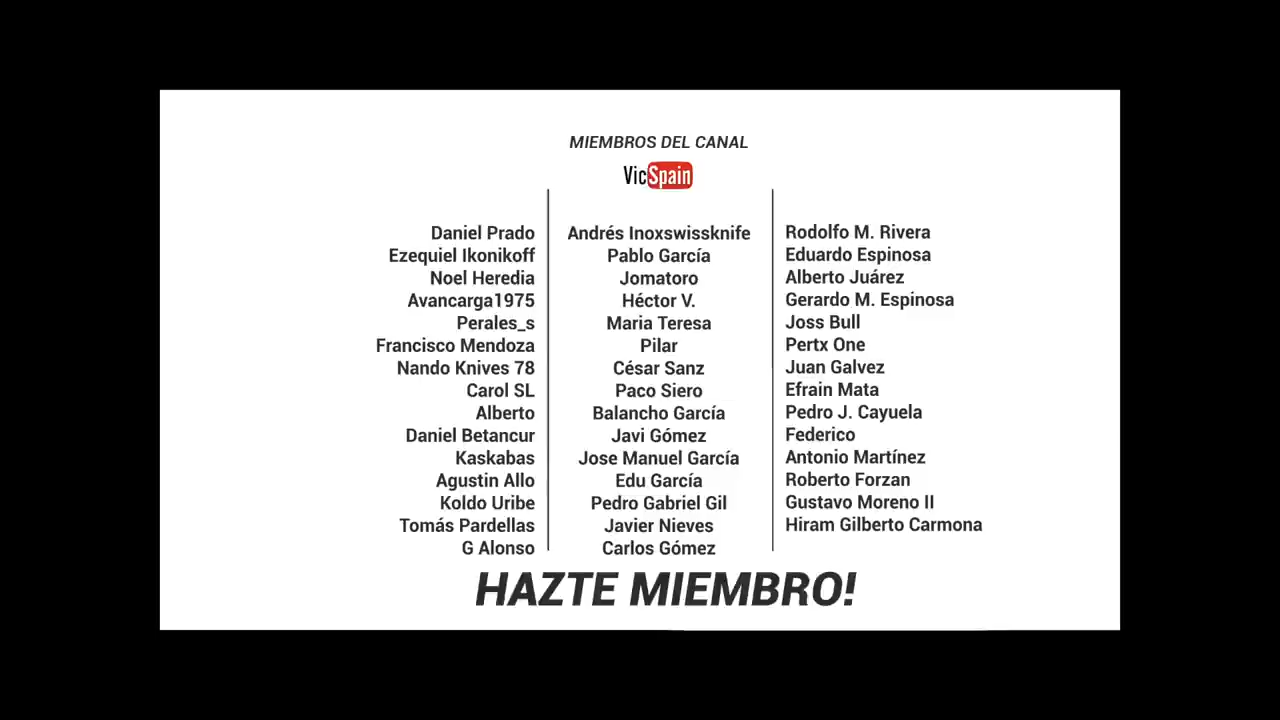 MIEMBROS DEL CANAL
VicSpain
Daniel Prado
Ezequiel Ikonikoff
Noel Heredia
Avancarga1975
Perales_s
Francisco Mendoza
Nando Knives 78
Carol SL
Alberto
Daniel Betancur
Kaskabas
Agustin Allo
Koldo Uribe
Tomás Pardellas
G Alonso
Andrés Inoxswissknife
Pablo García
Jomatoro
Héctor V.
Maria Teresa
Pilar
César Sanz
Paco Siero
Balancho García
Javi Gómez
Jose Manuel García
Edu García
Pedro Gabriel Gil
Javier Nieves
Carlos Gómez
Rodolfo M. Rivera
Eduardo Espinosa
Alberto Juárez
Gerardo M. Espinosa
Joss Bull
Pertx One
Juan Galvez
Efrain Mata
Pedro J. Cayuela
Federico
Antonio Martínez
Roberto Forzan
Gustavo Moreno II
Hiram Gilberto Carmona
HAZTE MIEMBRO!